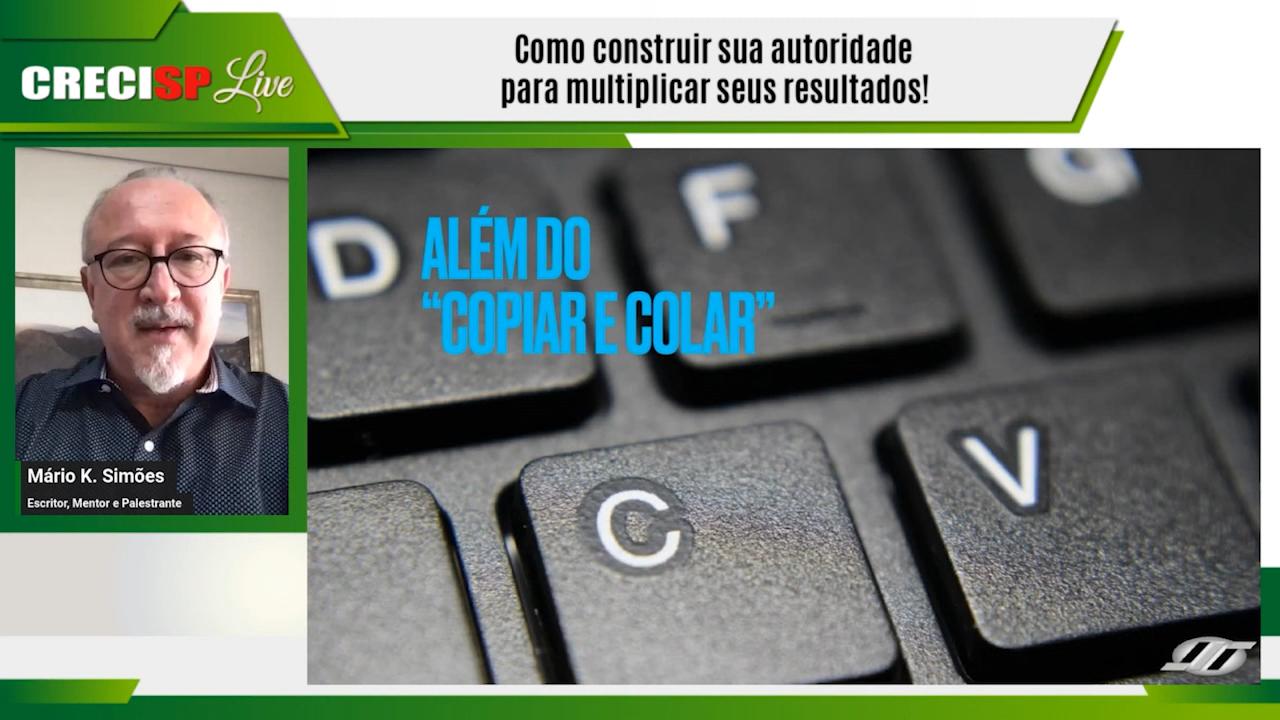 CRECISP Live
Como construir sua autoridade
para multiplicar seus resultados!
D
F
G
ALÉM DO
“COPIAR E COLAR”
C
V
Mário K. Simões
Escritor, Mentor e Palestrante